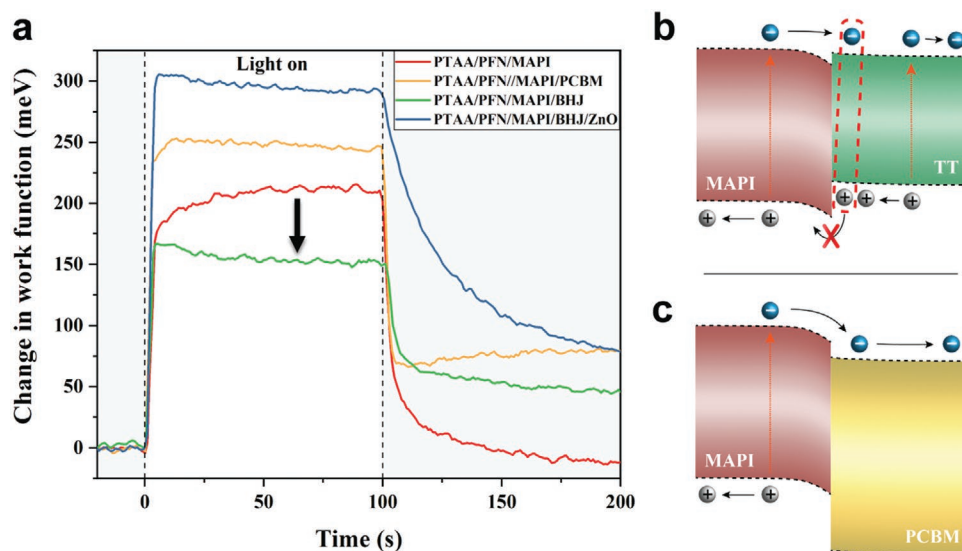 a
Change in work function (meV)
300
250
200
150
100
50
0
Light on
PTAA/PFN/MAPI
PTAA/PFN//MAPI/PCBM
PTAA/PFN/MAPI/BHJ
PTAA/PFN/MAPI/BHJ/ZnO
0
50
100
150
200
Time (s)
b
MAPI
TT
c
MAPI
PCBM